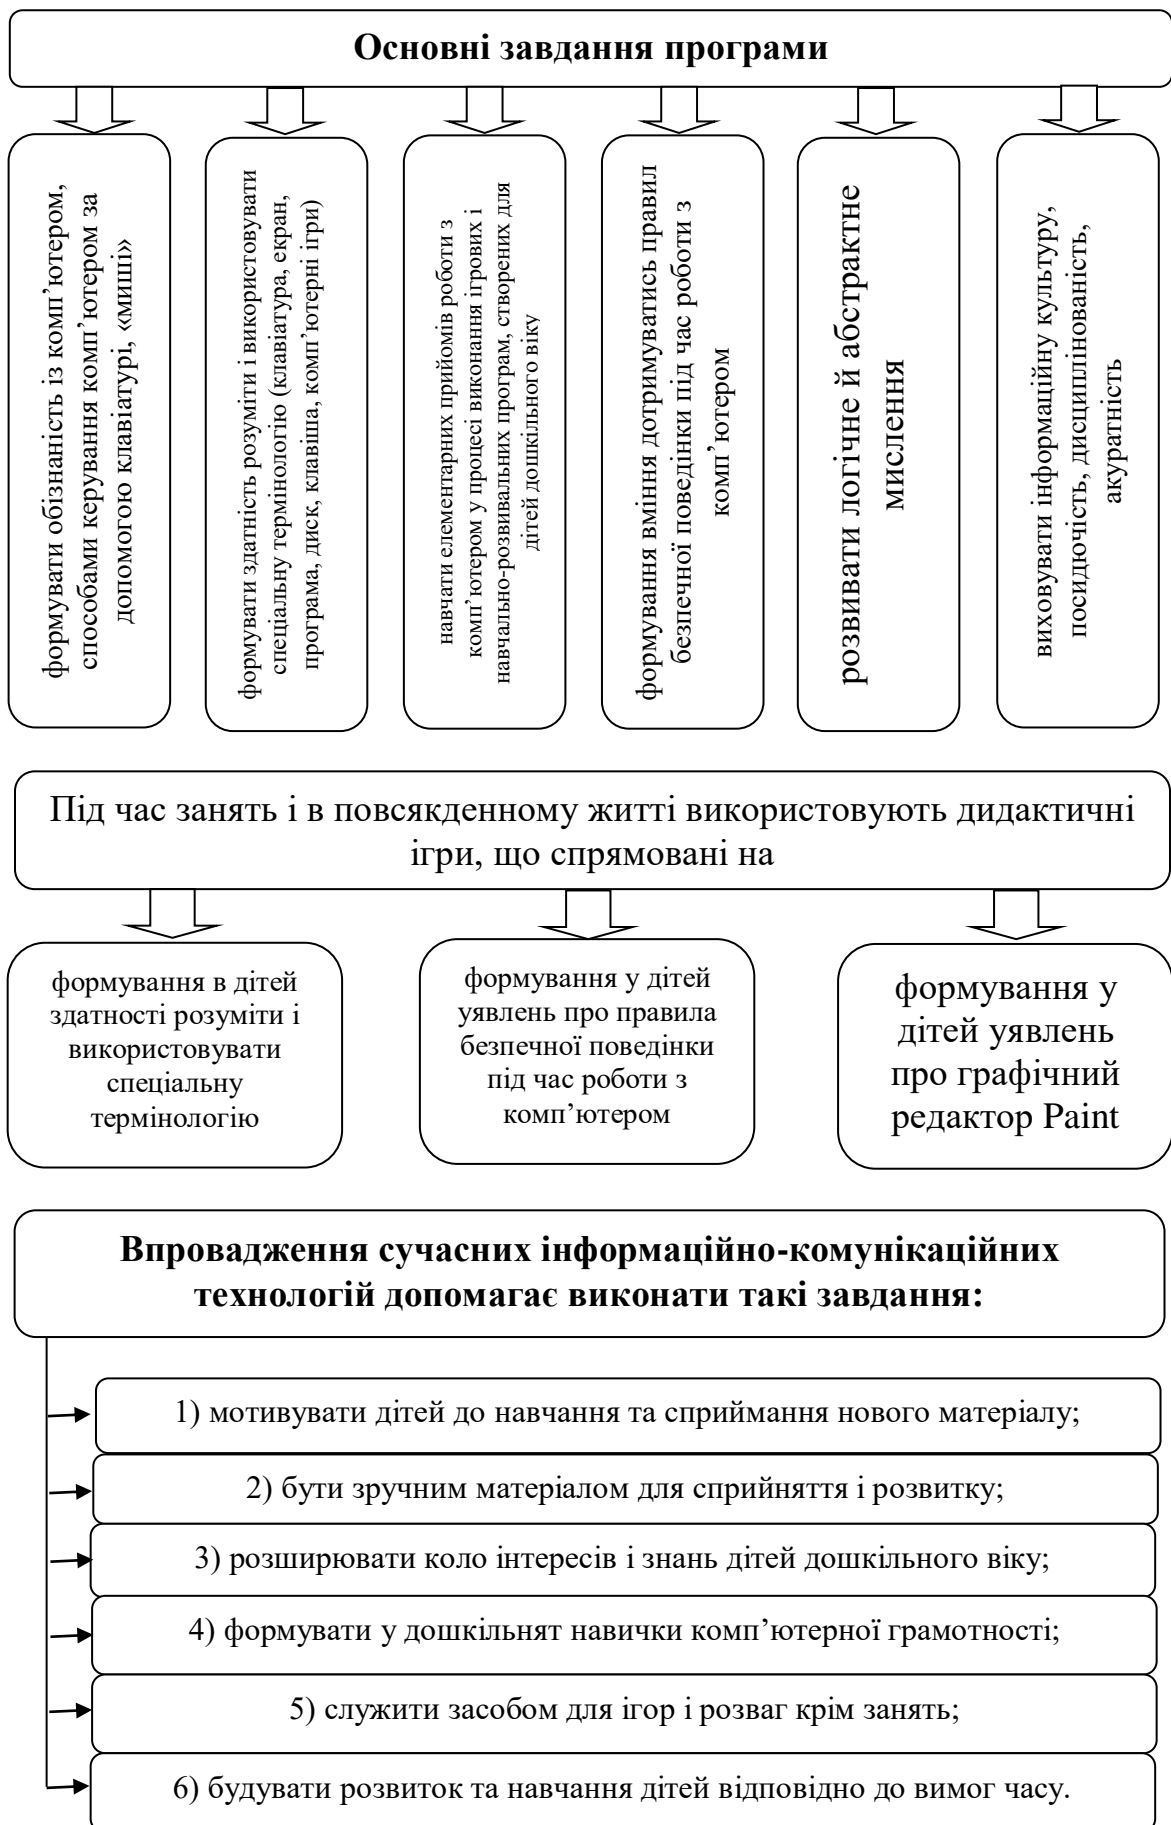 Основні завдання програми
формувати обізнаність із комп’ютером,
способами керування комп’ютером за
допомогою клавіатурі, «миші»
формувати здатність розуміти і використовувати
спеціальну термінологію (клавіатура, екран,
програма, диск, клавіша, комп’ютерні ігри)
навчати елементарних прийомів роботи з
комп’ютером у процесі виконання ігрових і
навчально-розвивальних програм, створених для
дітей дошкільного віку
формування вміння дотримуватись правил
безпечної поведінки під час роботи з
комп’ютером
розвивати логічне й абстрактне
мислення
виховувати інформаційну культуру,
посидючість, дисциплінованість,
акуратність
Під час занять і в повсякденному житті використовують дидактичні
ігри, що спрямовані на
формування в дітей
здатності розуміти і
використовувати
спеціальну
термінологію
формування у дітей
уявлень про правила
безпечної поведінки
під час роботи з
комп’ютером
формування у
дітей уявлень
про графічний
редактор Paint
Впровадження сучасних інформаційно-комунікаційних
технологій допомагає виконати такі завдання:
1) мотивувати дітей до навчання та сприймання нового матеріалу;
2) бути зручним матеріалом для сприйняття і розвитку;
3) розширювати коло інтересів і знань дітей дошкільного віку;
4) формувати у дошкільнят навички комп’ютерної грамотності;
5) служити засобом для ігор і розваг крім занять;
6) будувати розвиток та навчання дітей відповідно до вимог часу.